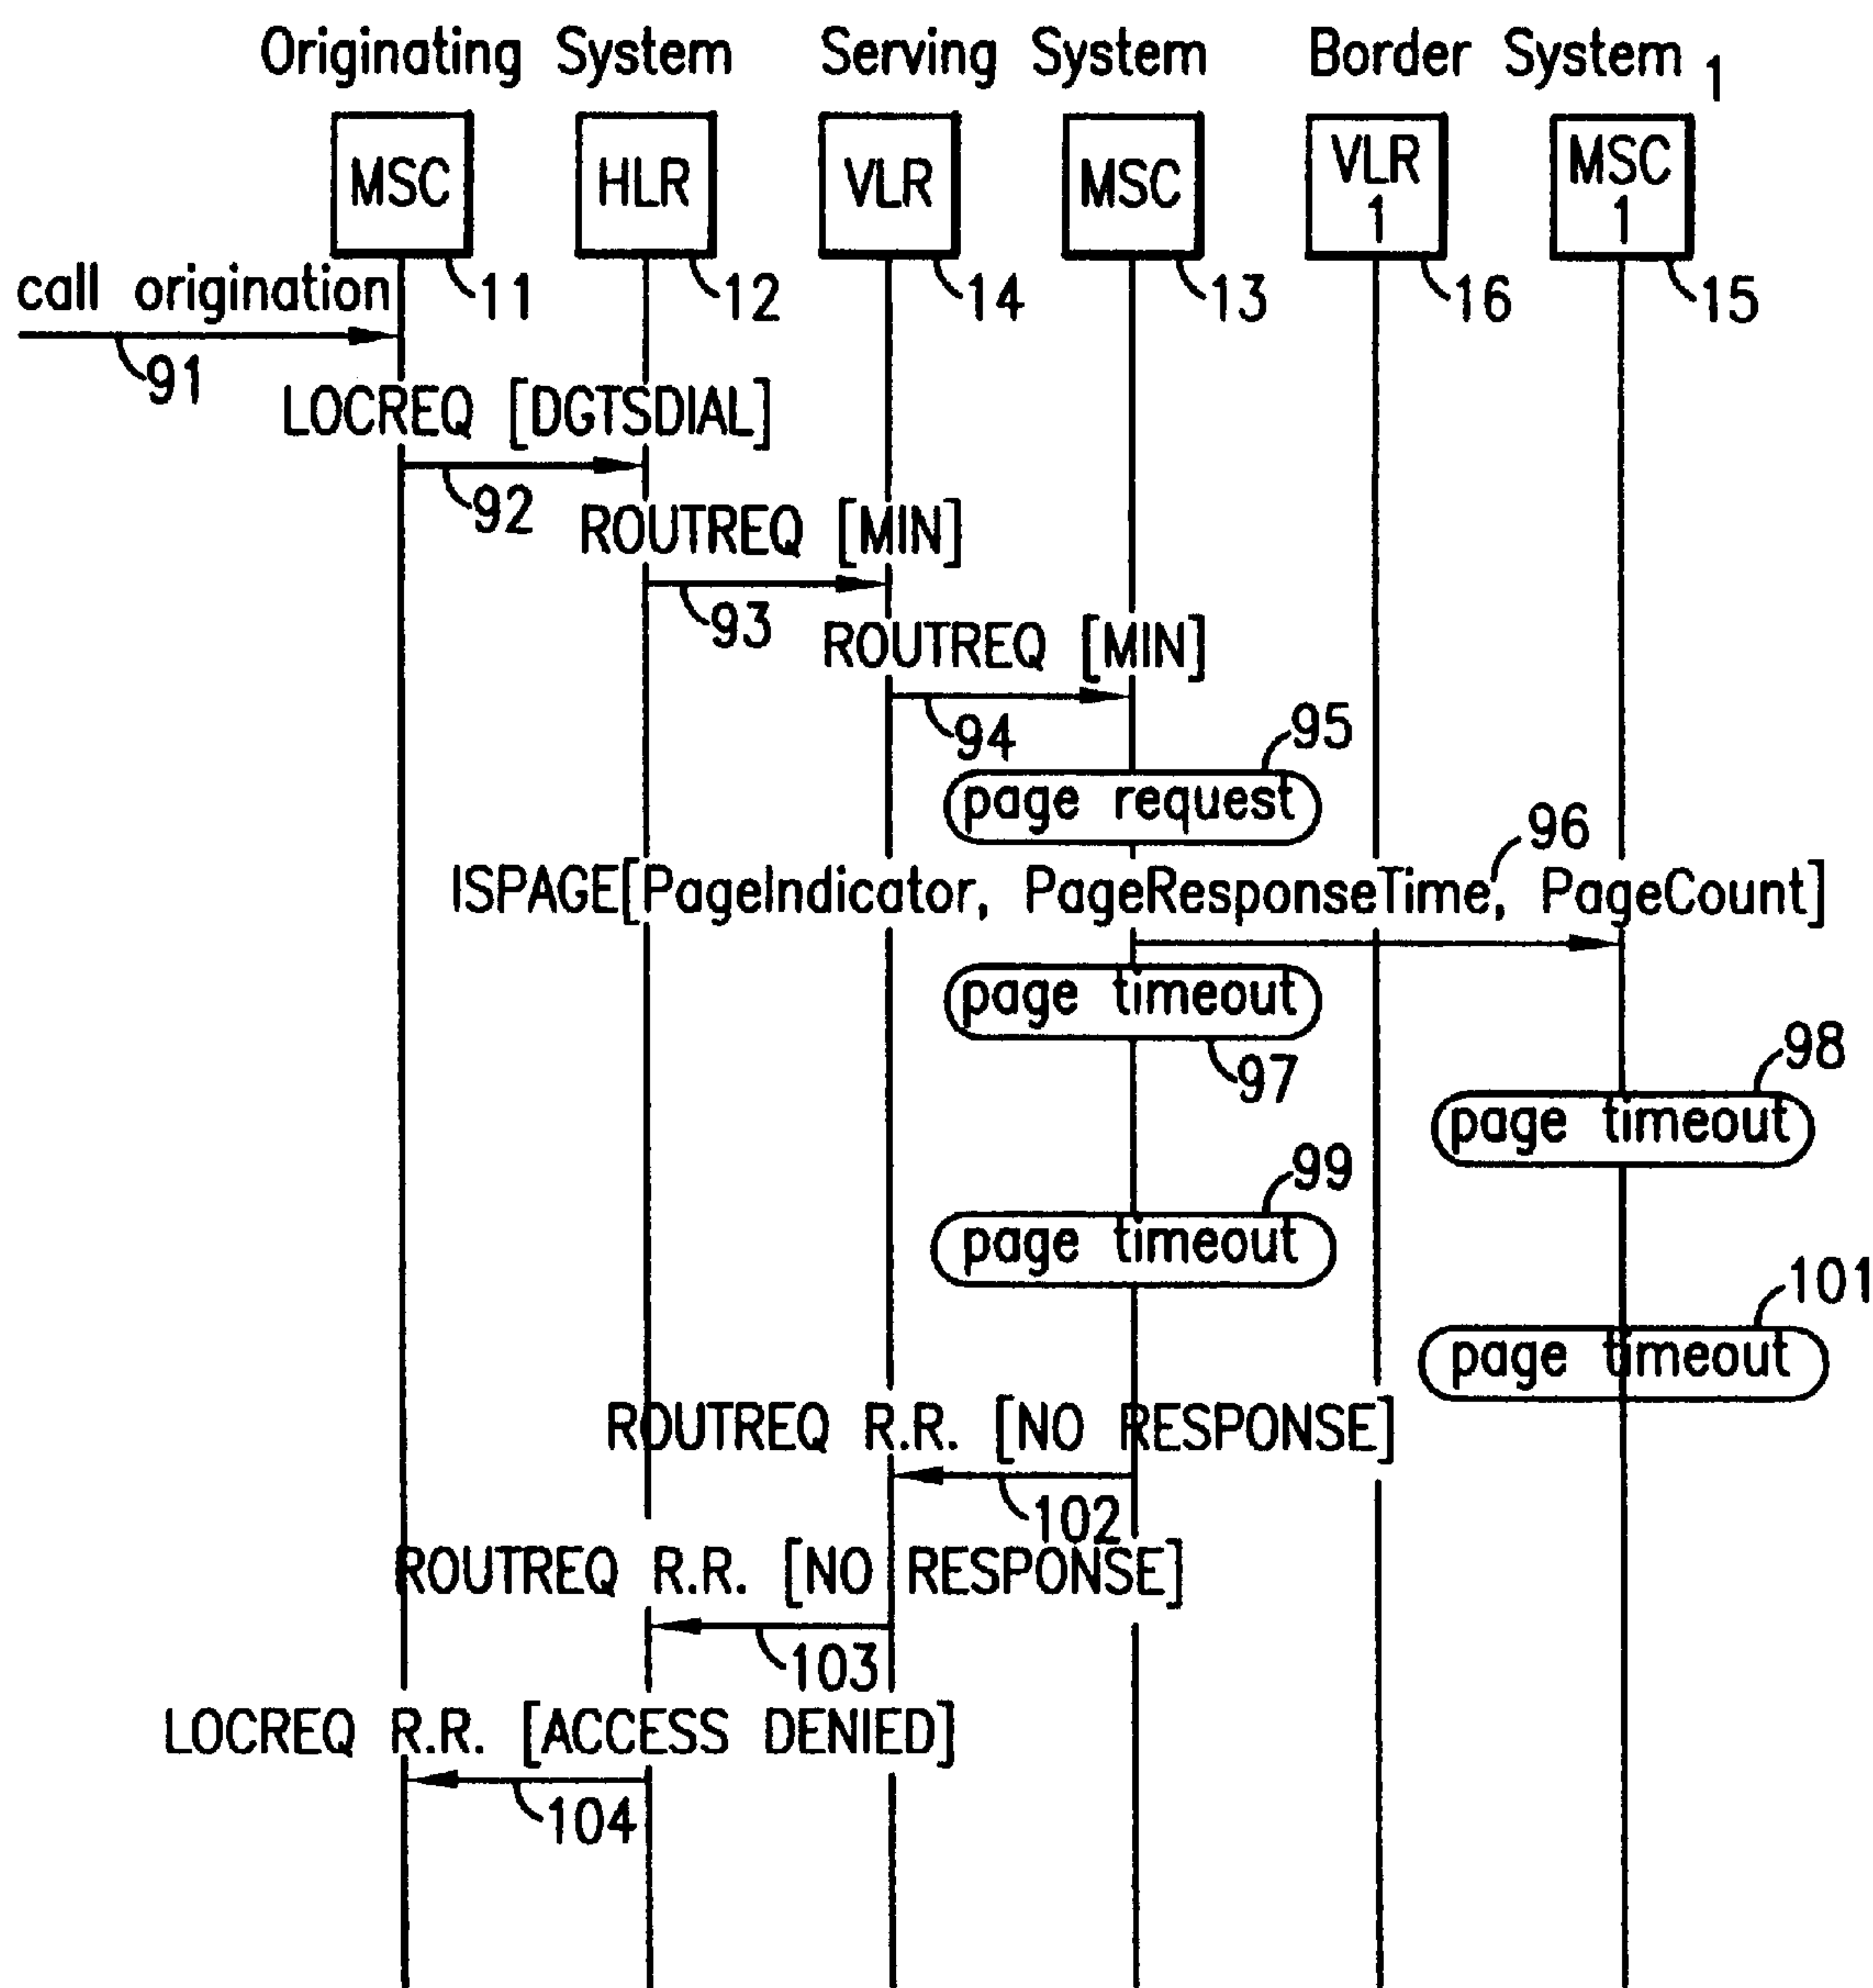 Originating System Serving System Border System 1
MSC HLR VLR MSC VLR 1 MSC 1
11 12 14 13 16 15
call origination
91
LOCREQ [DGTSDIAL]
92
ROUTREQ [MIN]
93
ROUTREQ [MIN]
94
95
page request
96
ISPAGE[PageIndicator, PageResponseTime, PageCount]
page timeout
97
98
page timeout
99
page timeout
101
page timeout
ROUTREQ R.R. [NO RESPONSE]
102
ROUTREQ R.R. [NO RESPONSE]
103
LOCREQ R.R. [ACCESS DENIED]
104